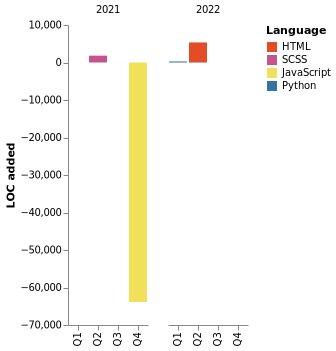 2021
2022
LOC added
10,000
0
−10,000
−20,000
−30,000
−40,000
−50,000
−60,000
−70,000
Q1
Q2
Q3
Q4
Q1
Q2
Q3
Q4
Language
HTML
SCSS
JavaScript
Python